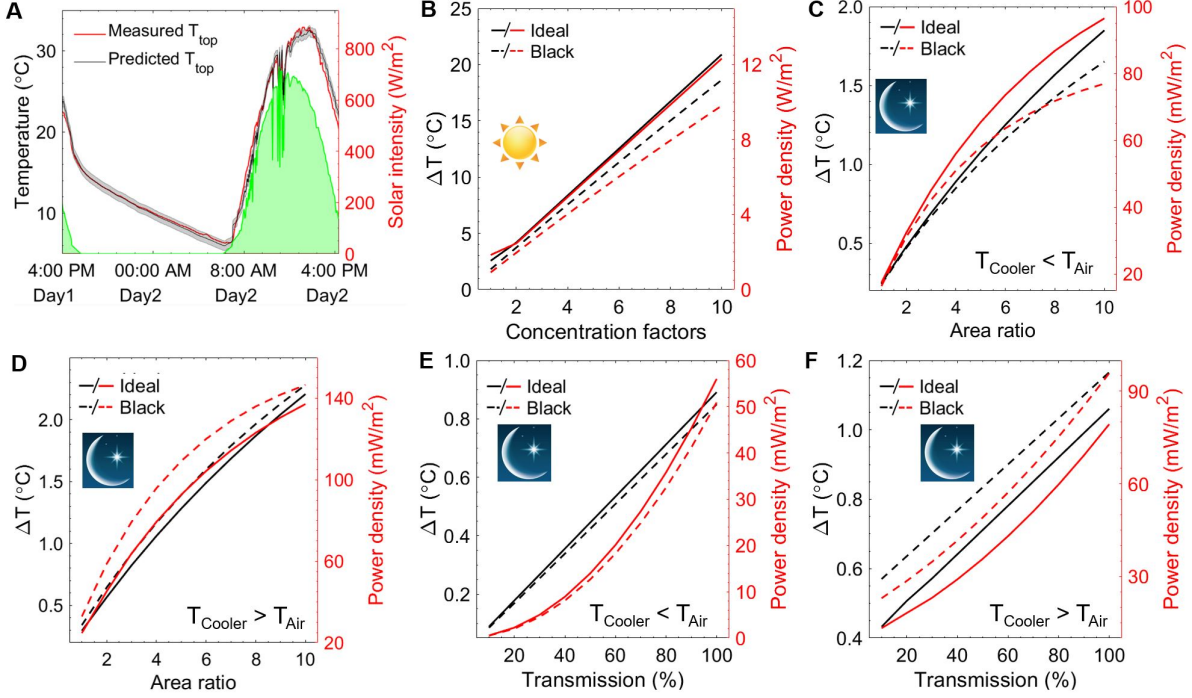 A
Measured T_top
Predicted T_top
Temperature (°C)
30
20
10
Solar intensity (W/m²)
800
600
400
200
0
4:00 PM 00:00 AM 8:00 AM 4:00 PM
Day1 Day2 Day2 Day2
B
Ideal
Black
ΔT (°C)
25
20
15
10
5
0
Power density (W/m²)
12
8
4
0
2 4 6 8 10
Concentration factors
C
Ideal
Black
ΔT (°C)
2.0
1.5
1.0
0.5
Power density (mW/m²)
100
80
60
40
20
T_Cooler < T_Air
2 4 6 8 10
Area ratio
D
Ideal
Black
ΔT (°C)
2.0
1.5
1.0
0.5
Power density (mW/m²)
140
100
60
20
T_Cooler > T_Air
2 4 6 8 10
Area ratio
E
Ideal
Black
ΔT (°C)
1.0
0.8
0.6
0.4
0.2
Power density (mW/m²)
60
50
40
30
20
10
0
T_Cooler < T_Air
20 40 60 80 100
Transmission (%)
F
Ideal
Black
ΔT (°C)
1.2
1.0
0.8
0.6
0.4
Power density (mW/m²)
90
60
30
T_Cooler > T_Air
20 40 60 80 100
Transmission (%)